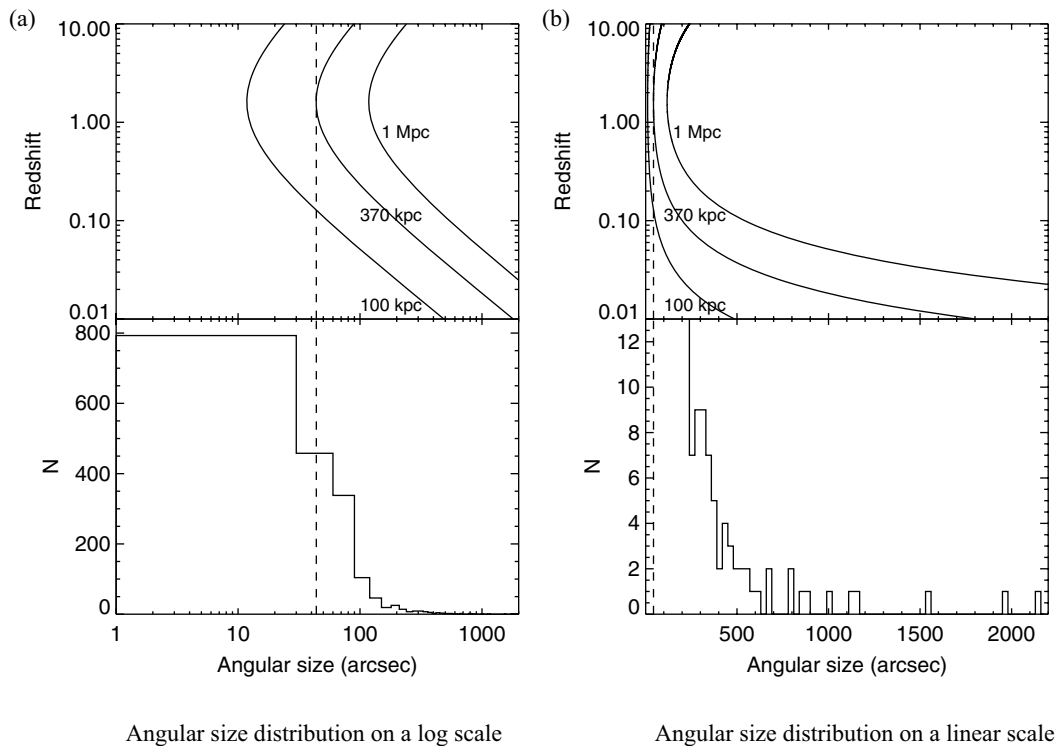 (a)
10.00
1.00
0.10
0.01
Redshift
1 Mpc
370 kpc
100 kpc
800
600
400
200
0
N
1 10 100 1000
Angular size (arcsec)
Angular size distribution on a log scale
(b)
10.00
1.00
0.10
0.01
Redshift
1 Mpc
370 kpc
100 kpc
12
10
8
6
4
2
0
N
500 1000 1500 2000
Angular size (arcsec)
Angular size distribution on a linear scale